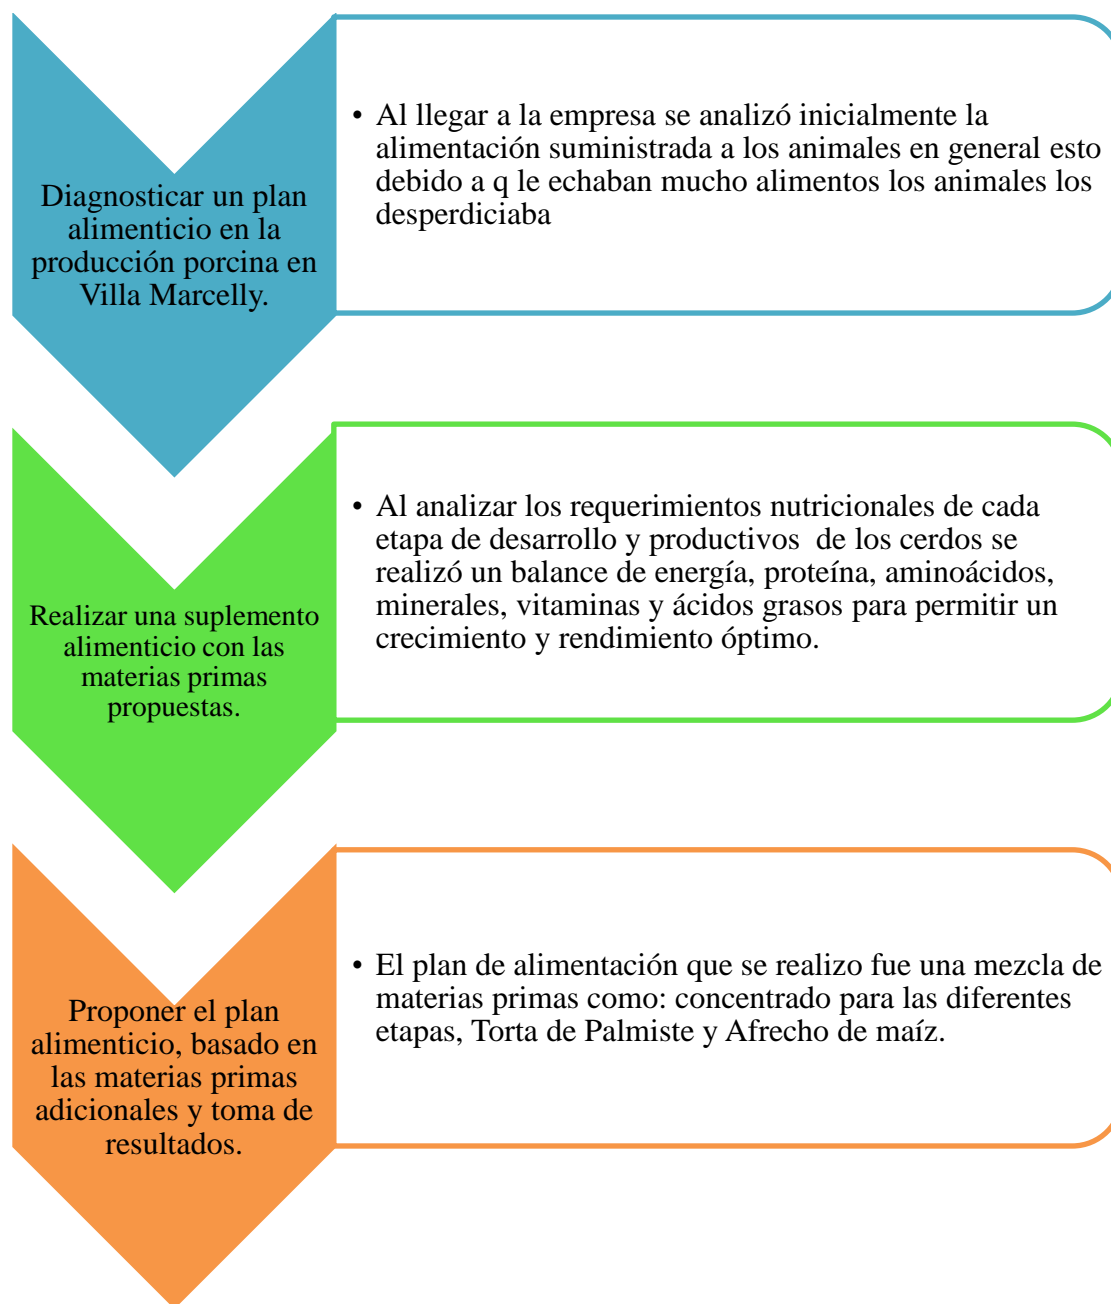 Diagnosticar un plan
alimenticio en la
producción porcina en
Villa Marcelly.
• Al llegar a la empresa se analizó inicialmente la
alimentación suministrada a los animales en general esto
debido a q le echaban mucho alimentos los animales los
desperdiciaba
Realizar una suplemento
alimenticio con las
materias primas
propuestas.
• Al analizar los requerimientos nutricionales de cada
etapa de desarrollo y productivos  de los cerdos se
realizó un balance de energía, proteína, aminoácidos,
minerales, vitaminas y ácidos grasos para permitir un
crecimiento y rendimiento óptimo.
Proponer el plan
alimenticio, basado en
las materias primas
adicionales y toma de
resultados.
• El plan de alimentación que se realizo fue una mezcla de
materias primas como: concentrado para las diferentes
etapas, Torta de Palmiste y Afrecho de maíz.